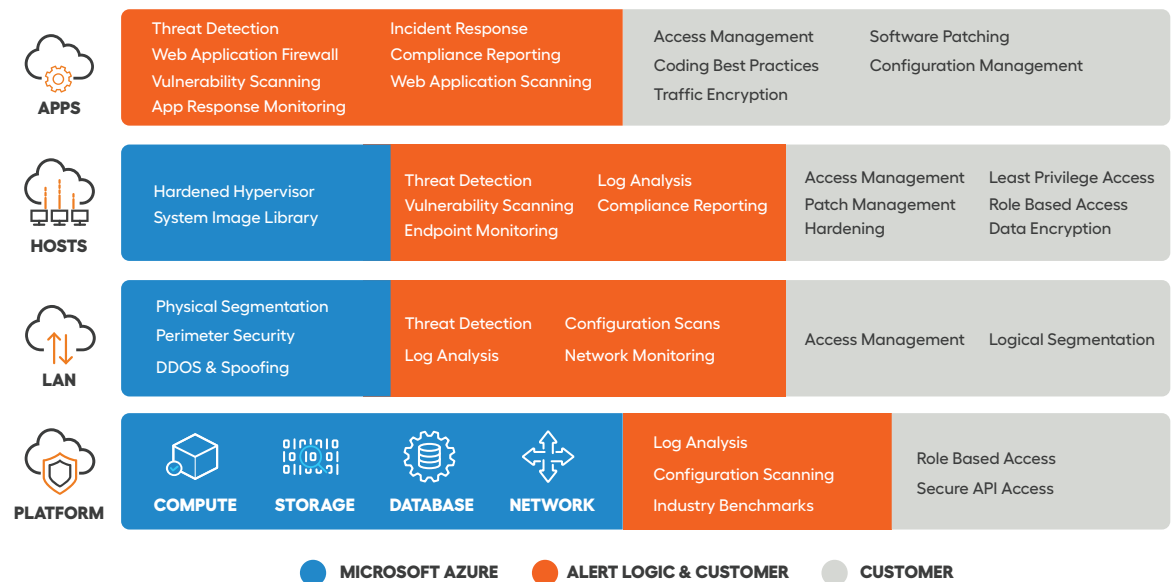 APPS
Threat Detection
Web Application Firewall
Vulnerability Scanning
App Response Monitoring
Incident Response
Compliance Reporting
Web Application Scanning
Access Management
Coding Best Practices
Traffic Encryption
Software Patching
Configuration Management
HOSTS
Hardened Hypervisor
System Image Library
Threat Detection
Vulnerability Scanning
Endpoint Monitoring
Log Analysis
Compliance Reporting
Access Management
Patch Management
Hardening
Least Privilege Access
Role Based Access
Data Encryption
LAN
Physical Segmentation
Perimeter Security
DDOS & Spoofing
Threat Detection
Log Analysis
Configuration Scans
Network Monitoring
Access Management
Logical Segmentation
PLATFORM
COMPUTE
STORAGE
DATABASE
NETWORK
Log Analysis
Configuration Scanning
Industry Benchmarks
Role Based Access
Secure API Access
MICROSOFT AZURE
ALERT LOGIC & CUSTOMER
CUSTOMER